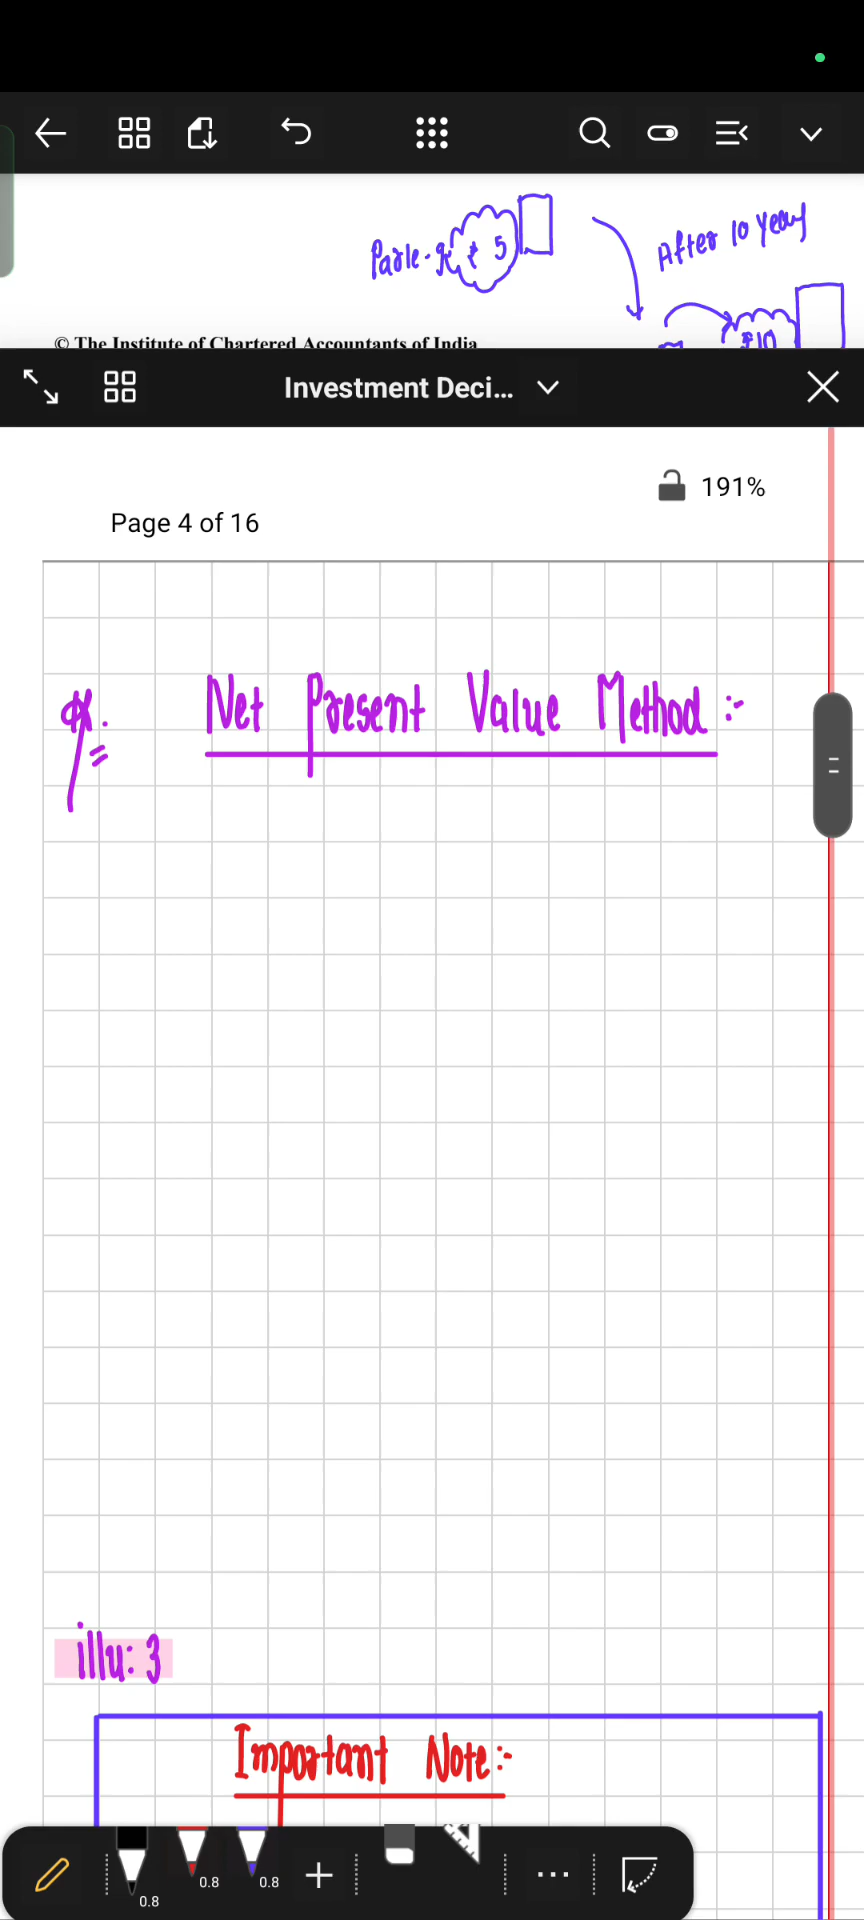 Parle-g ₹ 5
After 10 years
₹10
© The Institute of Chartered Accountants of India
Investment Deci...
191%
Page 4 of 16
Net Present Value Method :-
illu: 3
Important Note:-
0.8
0.8
0.8